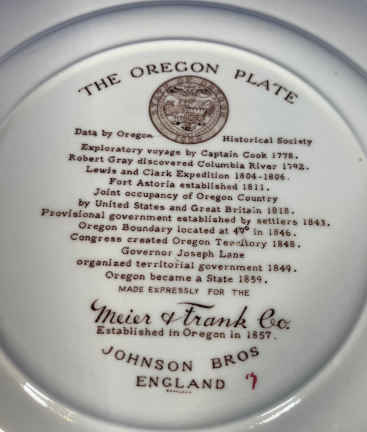 THE OREGON PLATE
Data by Oregon Historical Society
Exploratory voyage by Captain Cook 1778.
Robert Gray discovered Columbia River 1792.
Lewis and Clark Expedition 1804-1806.
Fort Astoria established 1811.
Joint occupancy of Oregon Country
by United States and Great Britain 1818.
Provisional government established by settlers 1843.
Oregon Boundary located at 49° in 1846.
Congress created Oregon Territory 1848.
Governor Joseph Lane
organized territorial government 1849.
Oregon became a State 1859.
MADE EXPRESSLY FOR THE
Meier & Frank Co.
Established in Oregon in 1857.
JOHNSON BROS
ENGLAND